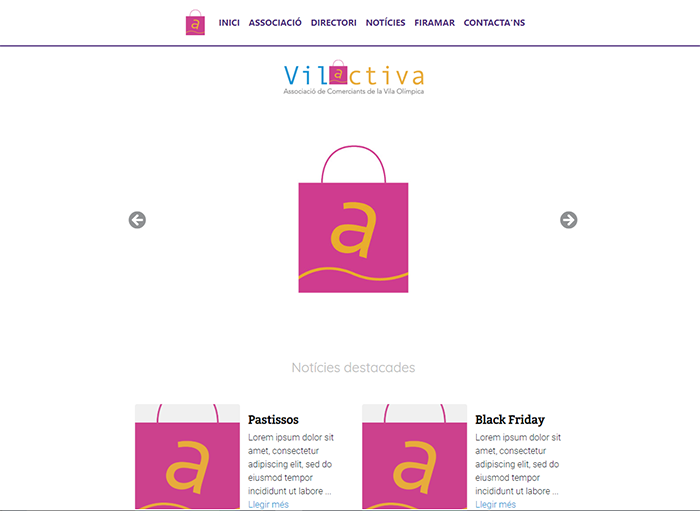 a INICI ASSOCIACIÓ DIRECTORI NOTÍCIES FIRAMAR CONTACTA'NS
Vilactiva
Associació de Comerciants de la Vila Olímpica
a
Notícies destacades
a
Pastissos
Lorem ipsum dolor sit
amet, consectetur
adipiscing elit, sed do
eiusmod tempor
incididunt ut labore ...
Llegir més
a
Black Friday
Lorem ipsum dolor sit
amet, consectetur
adipiscing elit, sed do
eiusmod tempor
incididunt ut labore ...
Llegir més